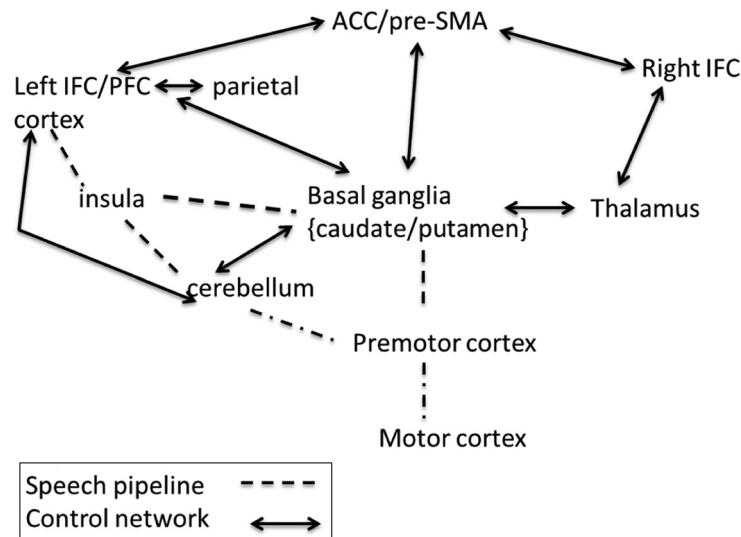 ACC/pre-SMA
Right IFC
Left IFC/PFC
cortex
parietal
insula
Basal ganglia
{caudate/putamen}
Thalamus
cerebellum
Premotor cortex
Motor cortex
Speech pipeline
Control network